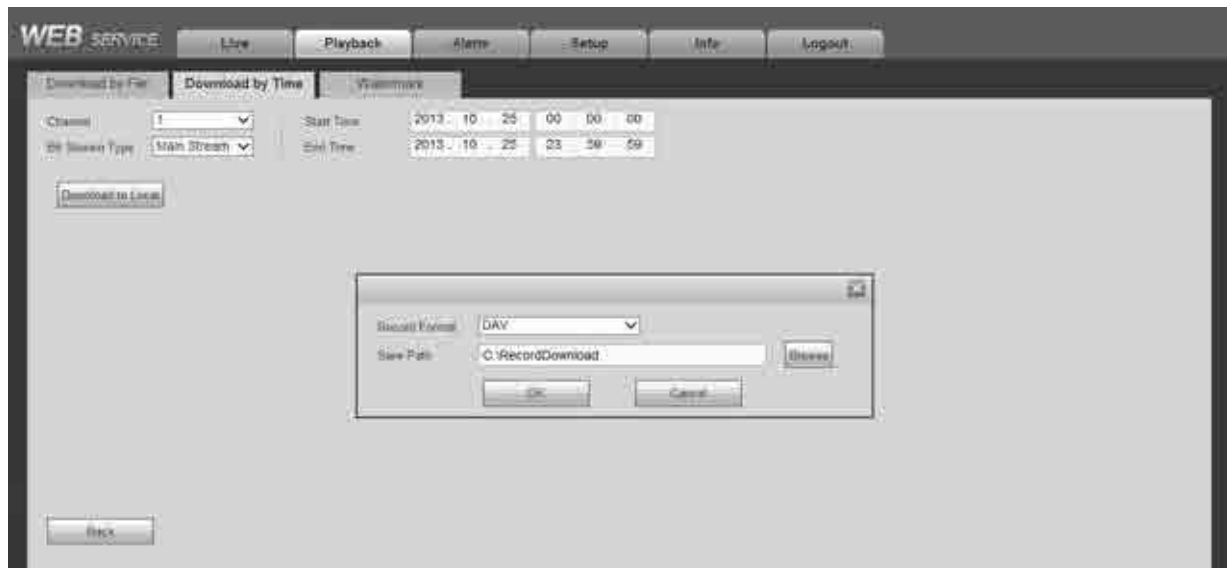 WEB SERVICE Live Playback Alarm Setup Info Logout
Download by File Download by Time Watermark
Channel 1 Start Time 2013 . 10 . 25 00 00 00
Bit Stream Type Main Stream End Time 2013 . 10 . 25 23 59 59
Download to Local
Record Format DAV
Save Path C:\RecordDownload Browse
OK Cancel
Back